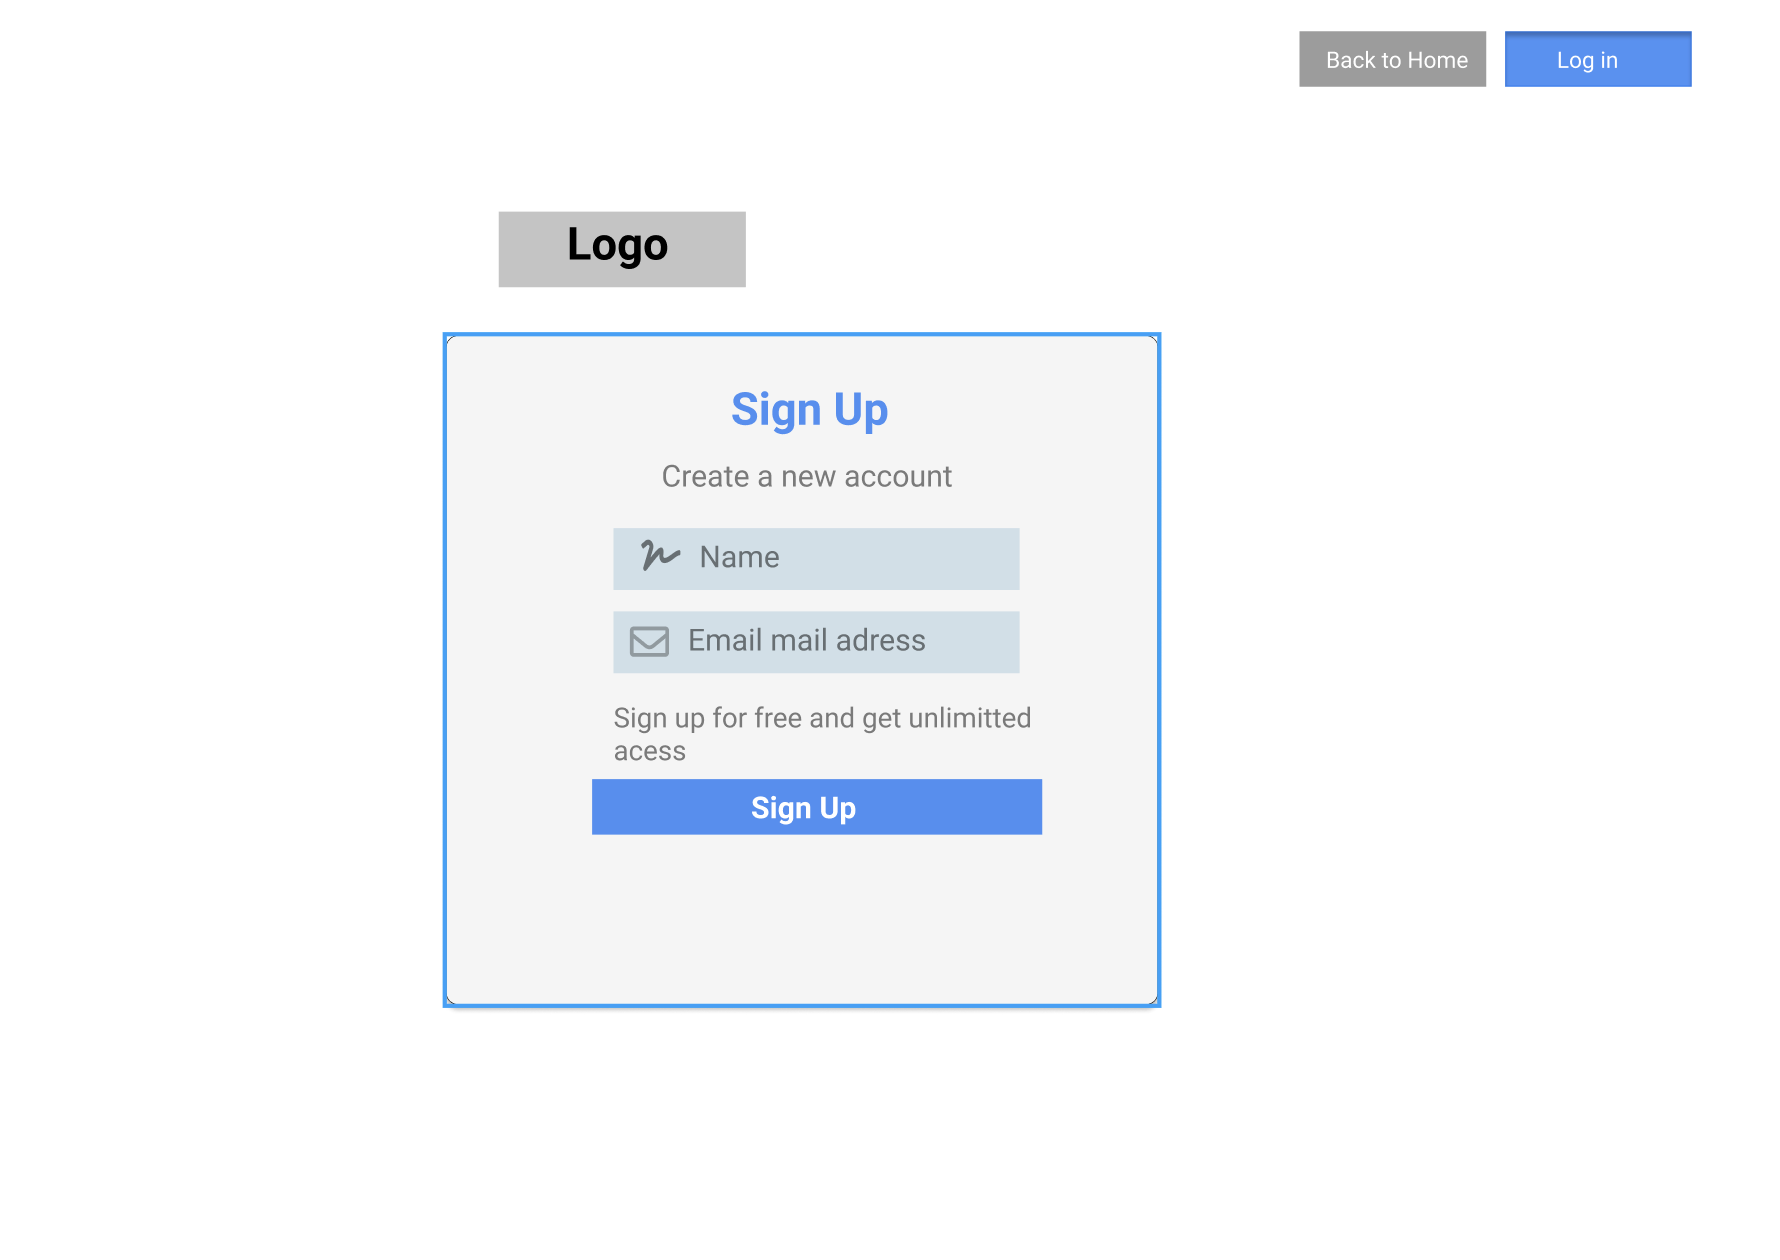 Back to Home
Log in
Logo
Sign Up
Create a new account
Name
Email mail adress
Sign up for free and get unlimitted
acess
Sign Up